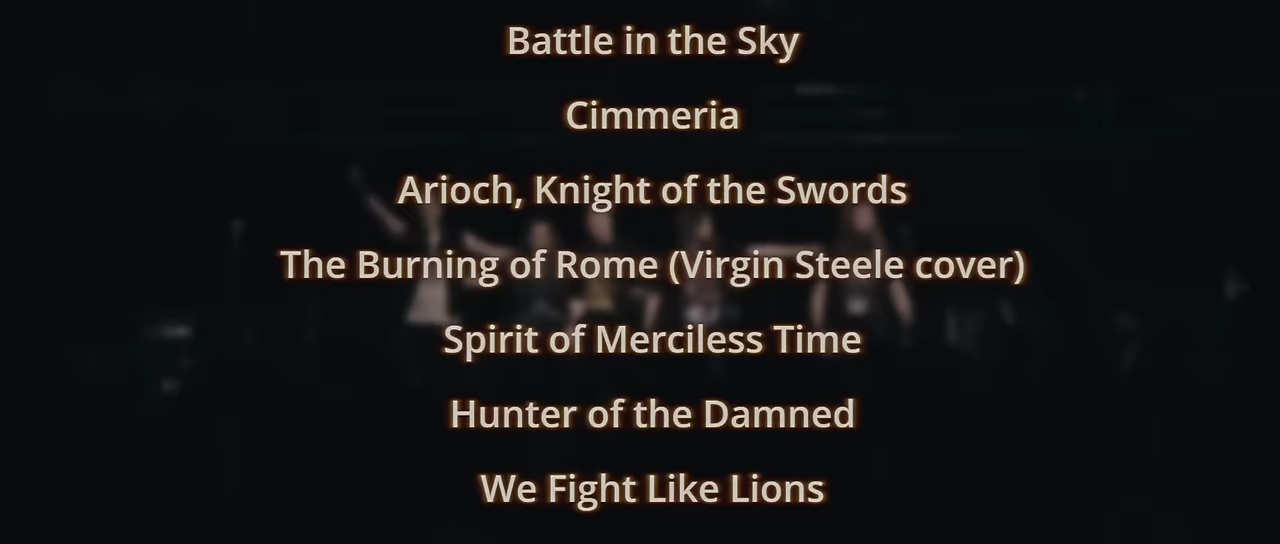 Battle in the Sky
Cimmeria
Arioch, Knight of the Swords
The Burning of Rome (Virgin Steele cover)
Spirit of Merciless Time
Hunter of the Damned
We Fight Like Lions